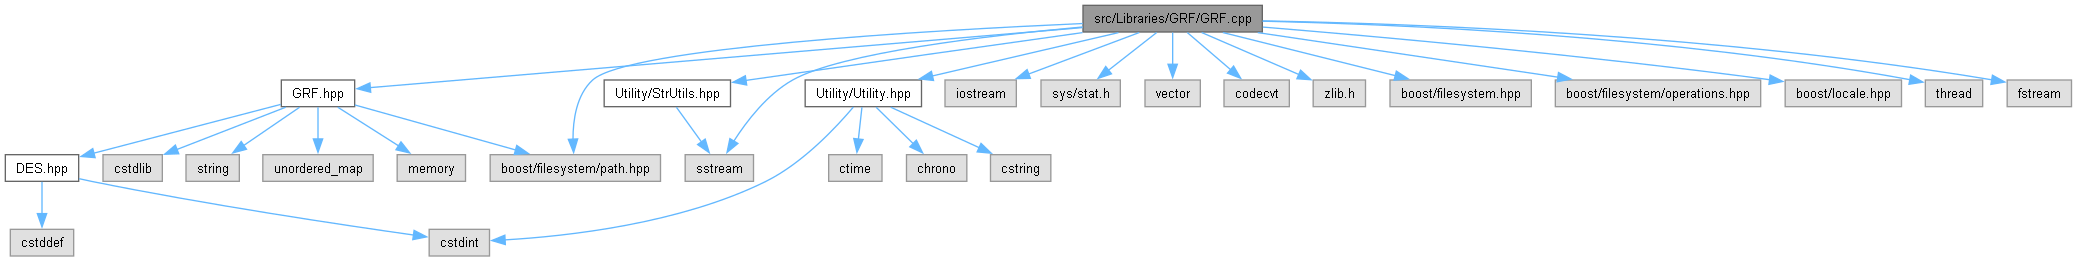 src/Libraries/GRF/GRF.cpp
GRF.hpp
Utility/StrUtils.hpp
Utility/Utility.hpp
iostream
sys/stat.h
vector
codecvt
zlib.h
boost/filesystem.hpp
boost/filesystem/operations.hpp
boost/locale.hpp
thread
fstream
DES.hpp
cstdlib
string
unordered_map
memory
boost/filesystem/path.hpp
sstream
ctime
chrono
cstring
cstddef
cstdint